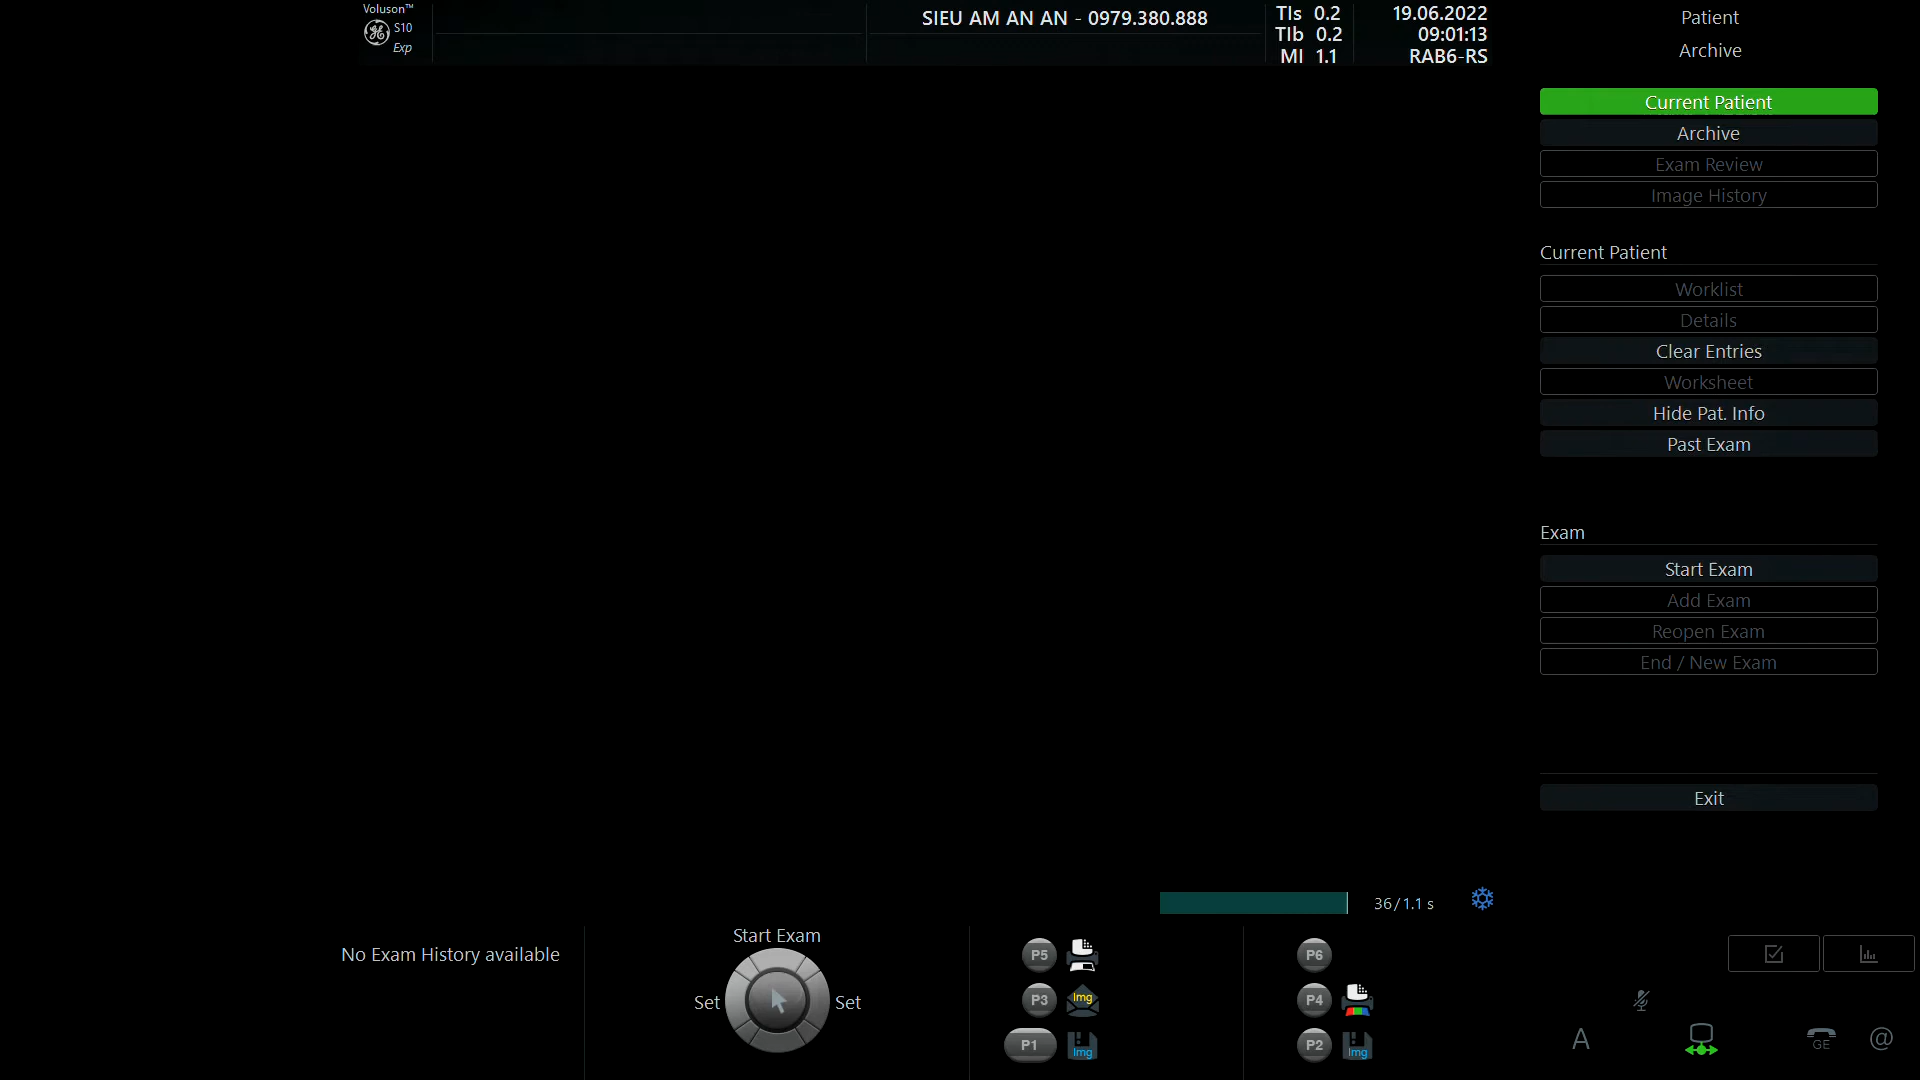 Voluson™
S10
Exp
SIEU AM AN AN - 0979.380.888
TIs 0.2
TIb 0.2
MI 1.1
19.06.2022
09:01:13
RAB6-RS
Patient
Archive
Current Patient
Archive
Exam Review
Image History
Current Patient
Worklist
Details
Clear Entries
Worksheet
Hide Pat. Info
Past Exam
Exam
Start Exam
Add Exam
Reopen Exam
End / New Exam
Exit
36/1.1 s
No Exam History available
Start Exam
Set
Set
P5
P3
Img
P1
Img
P6
P4
P2
Img
A
GE
@